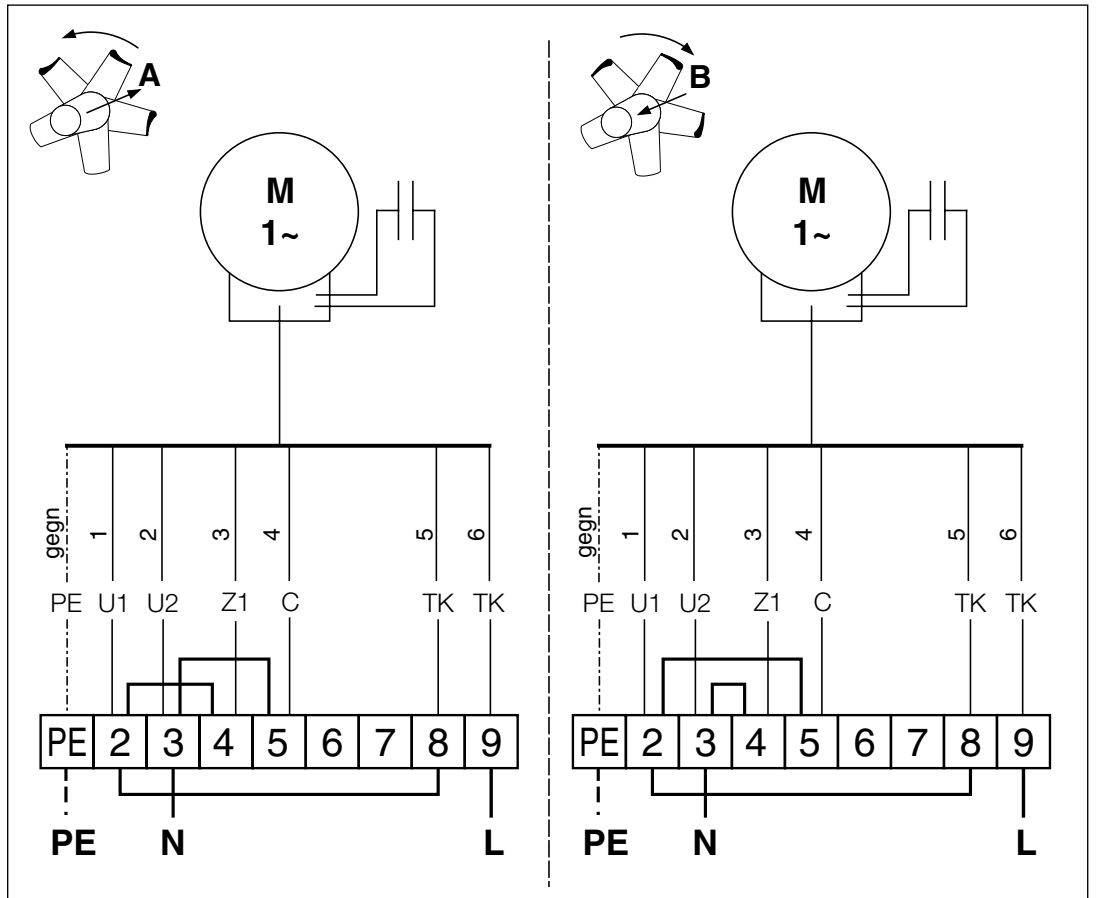 A
M
1~
gegn 1 2 3 4 5 6
PE U1 U2 Z1 C TK TK
PE 2 3 4 5 6 7 8 9
PE N L
B
M
1~
gegn 1 2 3 4 5 6
PE U1 U2 Z1 C TK TK
PE 2 3 4 5 6 7 8 9
PE N L